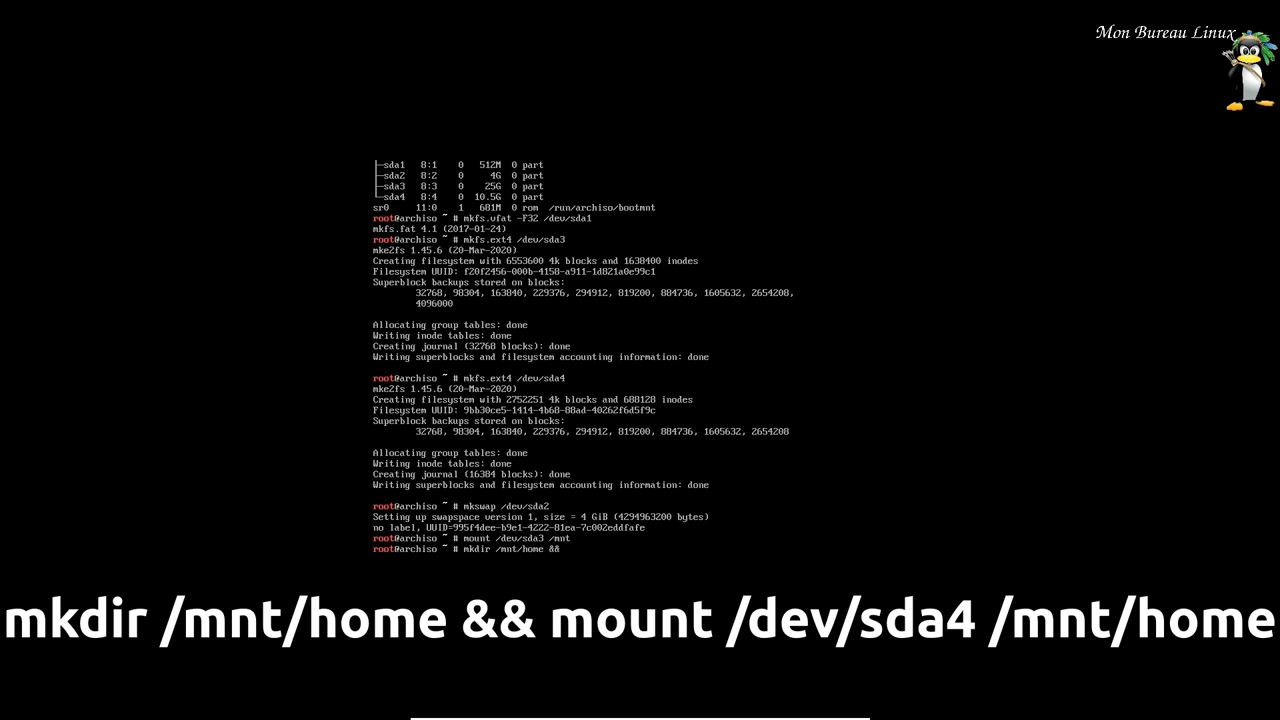 Mon Bureau Linux
├─sda1 8:1 0 512M 0 part
├─sda2 8:2 0 4G 0 part
├─sda3 8:3 0 25G 0 part
└─sda4 8:4 0 10.5G 0 part
sr0 11:0 1 681M 0 rom /run/archiso/bootmnt
root@archiso ~ # mkfs.vfat -F32 /dev/sda1
mkfs.fat 4.1 (2017-01-24)
root@archiso ~ # mkfs.ext4 /dev/sda3
mke2fs 1.45.6 (20-Mar-2020)
Creating filesystem with 6553600 4k blocks and 1638400 inodes
Filesystem UUID: f20f2456-000b-4158-a911-1d821a0e99c1
Superblock backups stored on blocks:
32768, 98304, 163840, 229376, 294912, 819200, 884736, 1605632, 2654208,
4096000
Allocating group tables: done
Writing inode tables: done
Creating journal (32768 blocks): done
Writing superblocks and filesystem accounting information: done
root@archiso ~ # mkfs.ext4 /dev/sda4
mke2fs 1.45.6 (20-Mar-2020)
Creating filesystem with 2752251 4k blocks and 688128 inodes
Filesystem UUID: 9bb30ce5-1414-4b68-88ad-40262f6d5f9c
Superblock backups stored on blocks:
32768, 98304, 163840, 229376, 294912, 819200, 884736, 1605632, 2654208
Allocating group tables: done
Writing inode tables: done
Creating journal (16384 blocks): done
Writing superblocks and filesystem accounting information: done
root@archiso ~ # mkswap /dev/sda2
Setting up swapspace version 1, size = 4 GiB (4294963200 bytes)
no label, UUID=995f4dee-b9e1-4222-81ea-7c002eddfafe
root@archiso ~ # mount /dev/sda3 /mnt
root@archiso ~ # mkdir /mnt/home &&
mkdir /mnt/home && mount /dev/sda4 /mnt/home